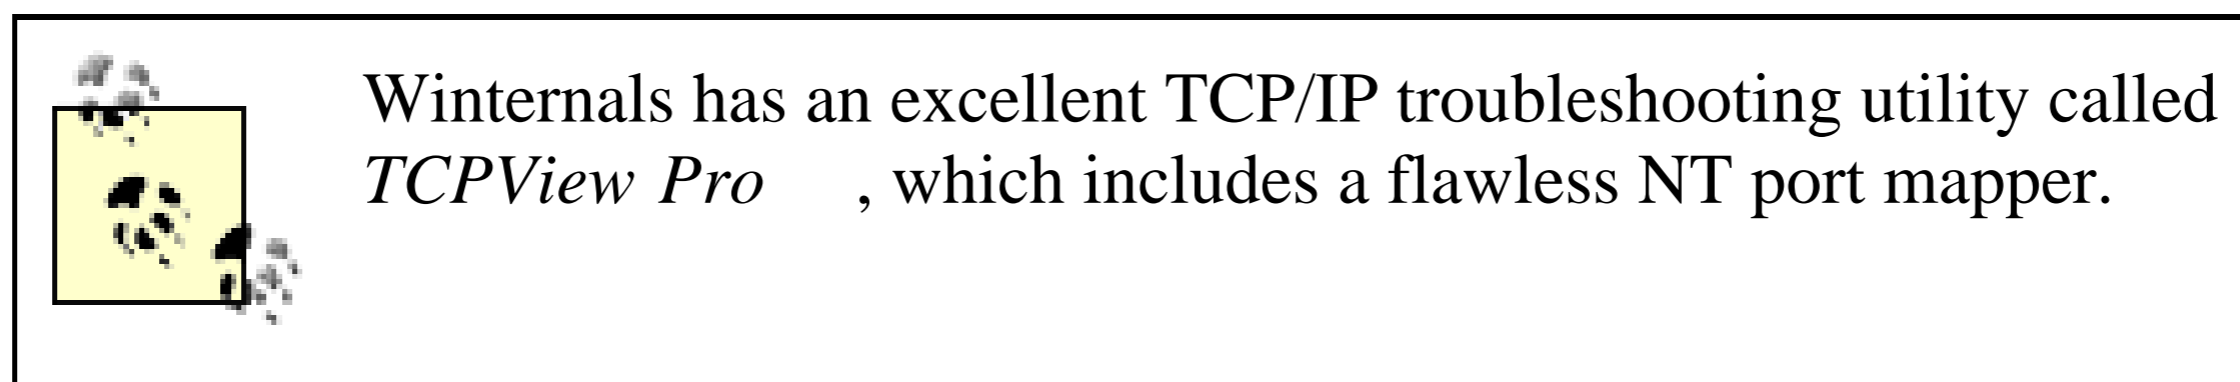 Winternals has an excellent TCP/IP troubleshooting utility called
TCPView Pro , which includes a flawless NT port mapper.